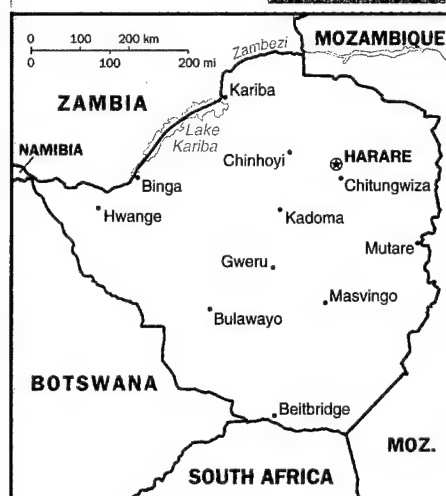 0 100 200 km
0 100 200 mi
Zambezi
MOZAMBIQUE
ZAMBIA
Kariba
Lake
Kariba
NAMIBIA
Chinhoyi
HARARE
Binga
Chitungwiza
Hwange
Kadoma
Mutare
Gweru
Masvingo
Bulawayo
BOTSWANA
Beitbridge
MOZ.
SOUTH AFRICA